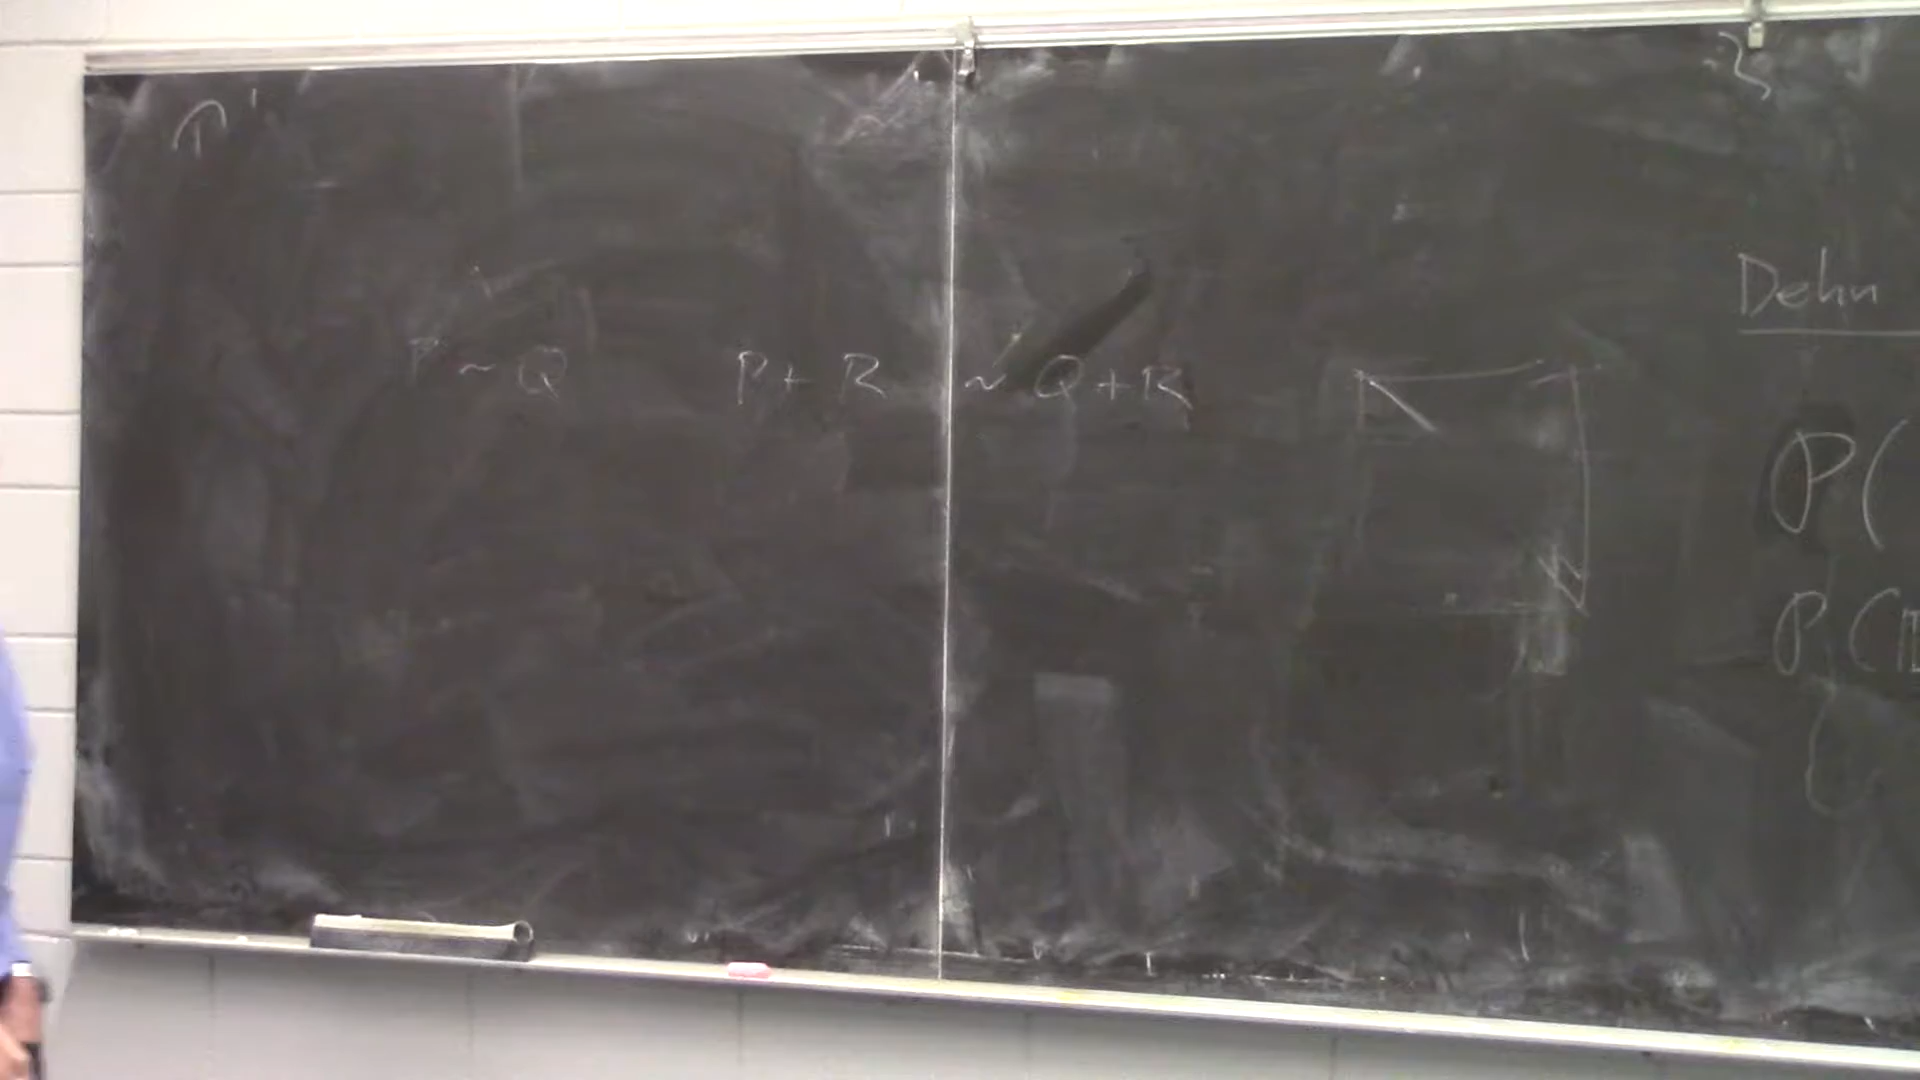 P ~ Q P + R ~ Q + R
Dehn
P (
P (